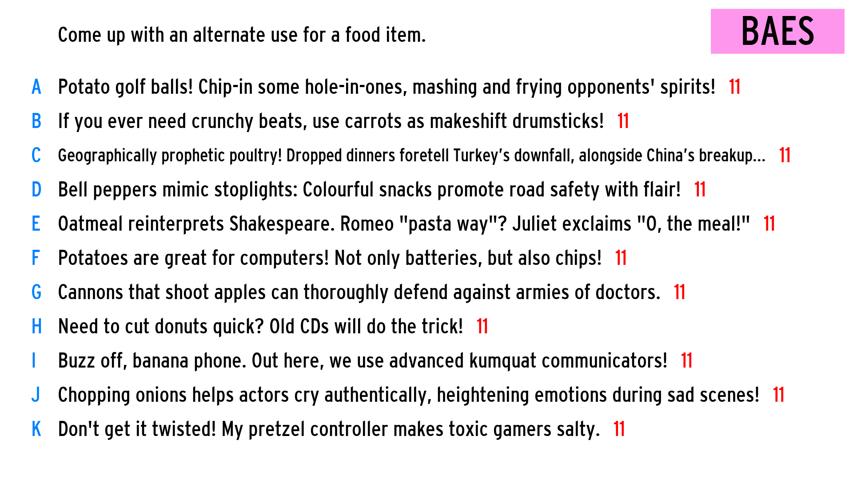 Come up with an alternate use for a food item.
BAES
A Potato golf balls! Chip-in some hole-in-ones, mashing and frying opponents' spirits! 11
B If you ever need crunchy beats, use carrots as makeshift drumsticks! 11
C Geographically prophetic poultry! Dropped dinners foretell Turkey's downfall, alongside China's breakup... 11
D Bell peppers mimic stoplights: Colourful snacks promote road safety with flair! 11
E Oatmeal reinterprets Shakespeare. Romeo "pasta way"? Juliet exclaims "O, the meal!" 11
F Potatoes are great for computers! Not only batteries, but also chips! 11
G Cannons that shoot apples can thoroughly defend against armies of doctors. 11
H Need to cut donuts quick? Old CDs will do the trick! 11
I Buzz off, banana phone. Out here, we use advanced kumquat communicators! 11
J Chopping onions helps actors cry authentically, heightening emotions during sad scenes! 11
K Don't get it twisted! My pretzel controller makes toxic gamers salty. 11